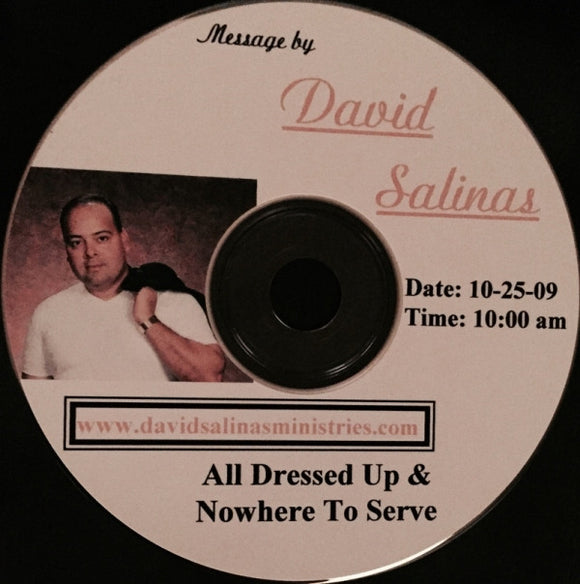 Message by
David
Salinas
Date: 10-25-09
Time: 10:00 am
www.davidsalinasministries.com
All Dressed Up &
Nowhere To Serve